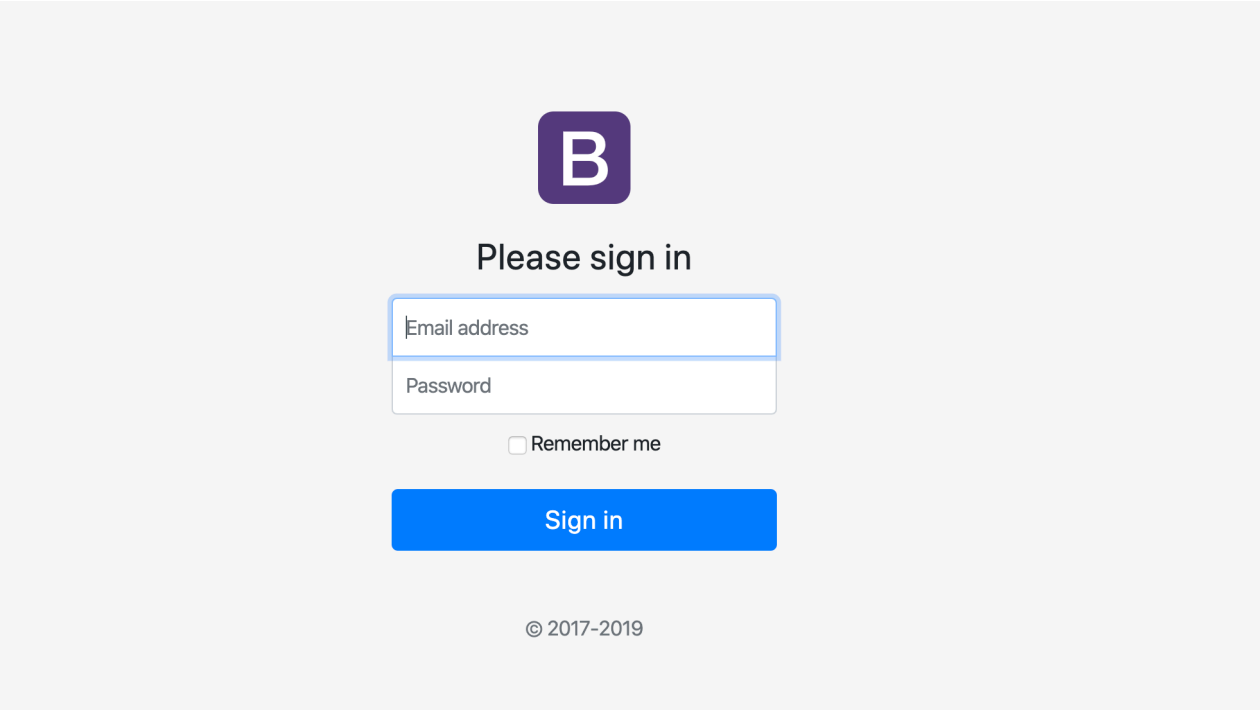 B
Please sign in
Email address
Password
Remember me
Sign in
© 2017-2019